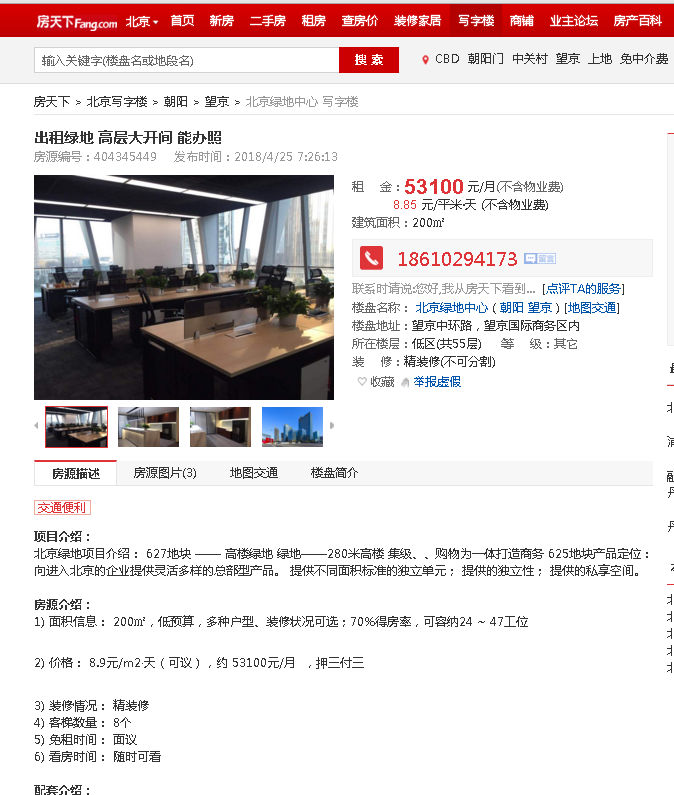 房天下Fang.com 北京 首页 新房 二手房 租房 查房价 装修家居 写字楼 商铺 业主论坛 房产百科
输入关键字(楼盘名或地段名) 搜索 CBD 朝阳门 中关村 望京 上地 免中介费
房天下 > 北京写字楼 > 朝阳 > 望京 > 北京绿地中心 写字楼
出租绿地 高层大开间 能办照
房源编号：404345449 发布时间：2018/4/25 7:26:13
租 金：53100 元/月(不含物业费)
8.85 元/平米·天 (不含物业费)
建筑面积：200㎡
18610294173 留言
联系时请说:您好,我从房天下看到... [点评TA的服务]
楼盘名称： 北京绿地中心 ( 朝阳 望京 ) [地图交通]
楼盘地址：望京中环路，望京国际商务区内
所在楼层：低区(共55层) 等 级：其它
装 修：精装修(不可分割)
收藏 举报虚假
房源描述 房源图片(3) 地图交通 楼盘简介
交通便利
项目介绍：
北京绿地项目介绍： 627地块 —— 高楼绿地 绿地——280米高楼 集级、、购物为一体打造商务 625地块产品定位：
向进入北京的企业提供灵活多样的总部型产品。 提供不同面积标准的独立单元； 提供的独立性； 提供的私享空间。
房源介绍：
1) 面积信息： 200㎡，低预算，多种户型、装修状况可选；70%得房率，可容纳24 ~ 47工位
2) 价格： 8.9元/m2·天（可议），约 53100元/月 ，押三付三
3) 装修情况： 精装修
4) 客梯数量： 8个
5) 免租时间： 面议
6) 看房时间： 随时可看
配套介绍：